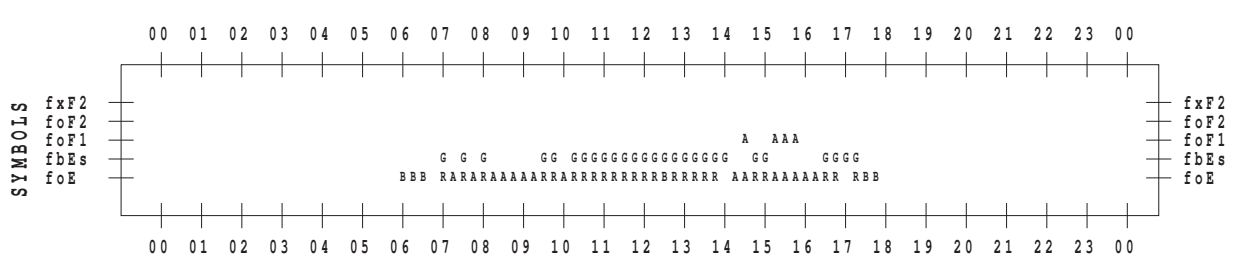 00 01 02 03 04 05 06 07 08 09 10 11 12 13 14 15 16 17 18 19 20 21 22 23 00
SYMBOLS
fxF2 fxF2
foF2 foF2
foF1 A AAA foF1
fbEs G G G GG GGGGGGGGGGGGGGGG GG GGGG fbEs
foE BBB RARARAAAAARRARRRRRRRRRBRRRRR AARRAAAAARR RBB foE
00 01 02 03 04 05 06 07 08 09 10 11 12 13 14 15 16 17 18 19 20 21 22 23 00